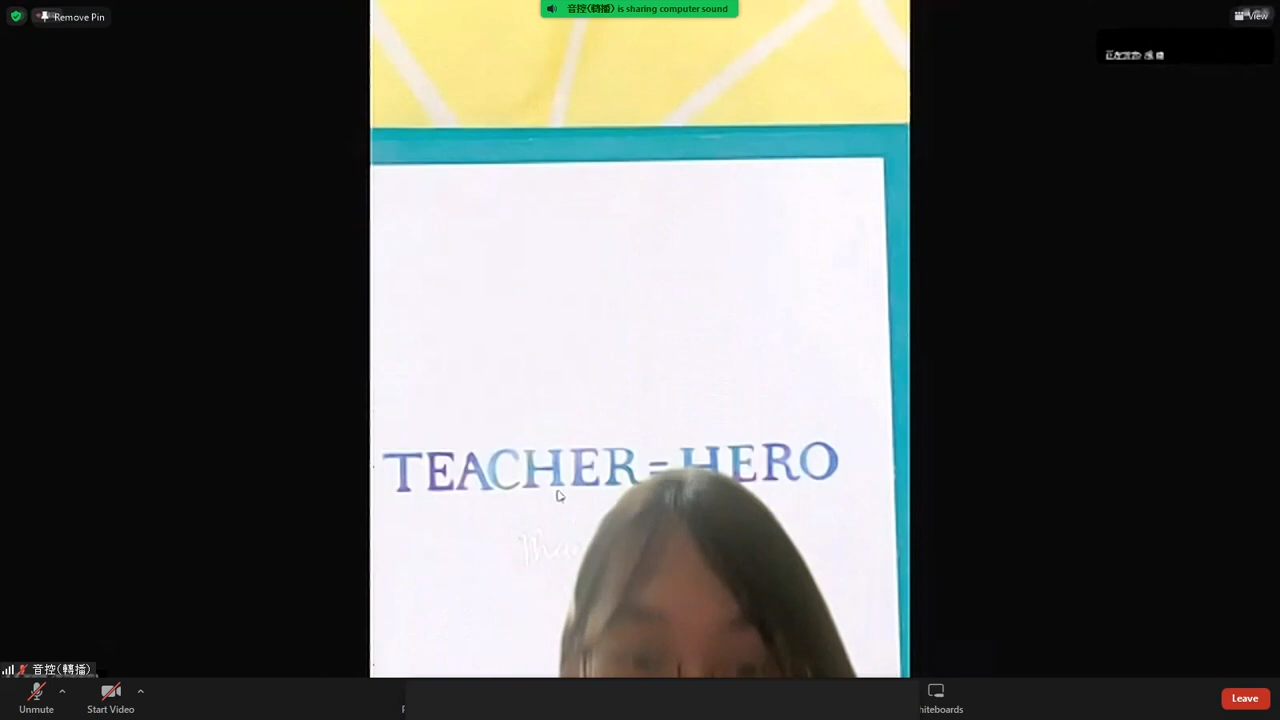 Remove Pin
音控(轉播) is sharing computer sound
View
TEACHER = HERO
音控(轉播)
Unmute
Start Video
Leave